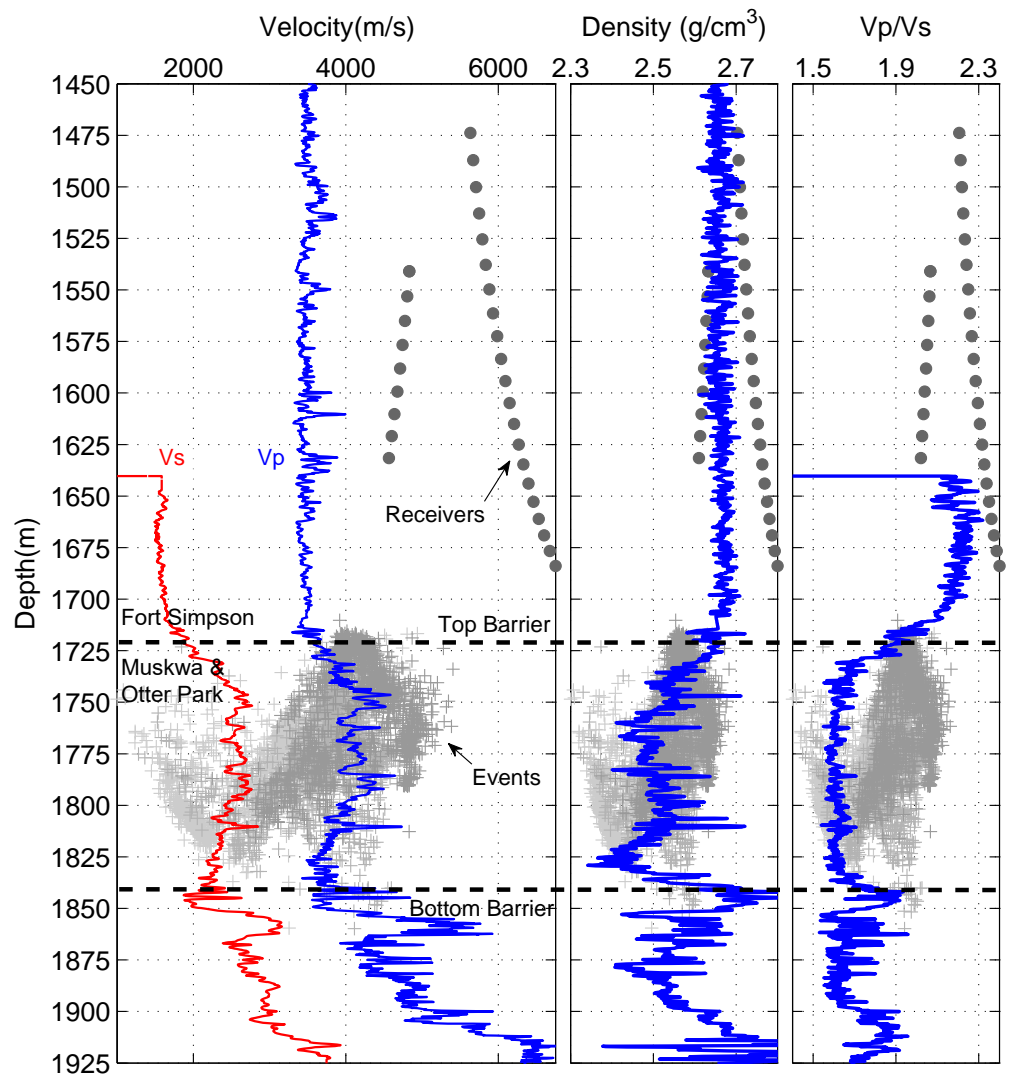 Velocity(m/s) Density (g/cm³) Vp/Vs
2000 4000 6000 2.3 2.5 2.7 1.5 1.9 2.3
1450
1475
1500
1525
1550
1575
1600
1625
Vs Vp
1650
Receivers
1675
Depth(m)
1700
Fort Simpson Top Barrier
1725
Muskwa &
Otter Park
1750
1775
Events
1800
1825
1850
Bottom Barrier
1875
1900
1925